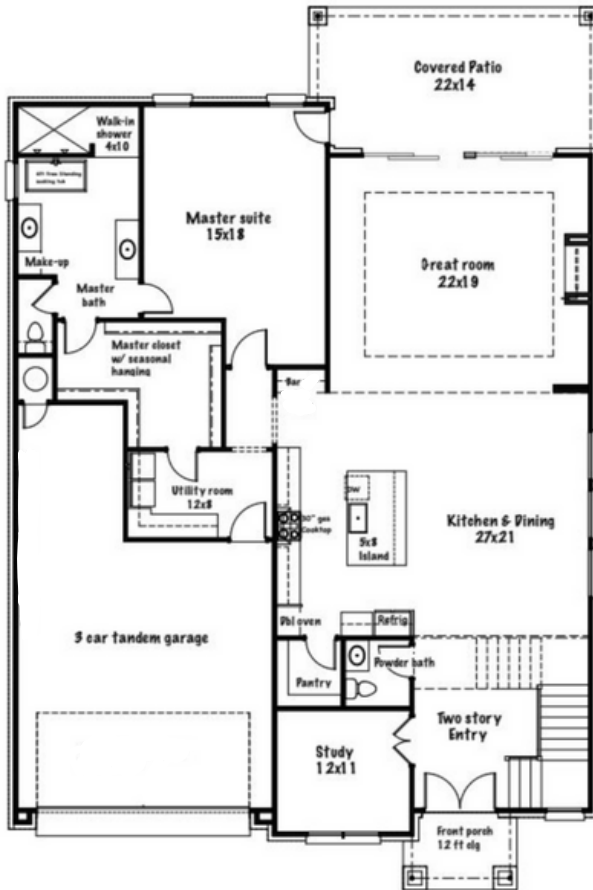 Covered Patio
22x14
Walk-in
shower
4x10
Master suite
15x18
Great room
22x19
Make-up
Master
bath
Master closet
w/ seasonal
hanging
Bar
Utility room
12x8
DW
30" gas
Cooktop
5x8
Island
Kitchen & Dining
27x21
Dbl oven
Refrig
3 car tandem garage
Powder bath
Pantry
Two story
Entry
Study
12x11
Front porch
12 ft clg